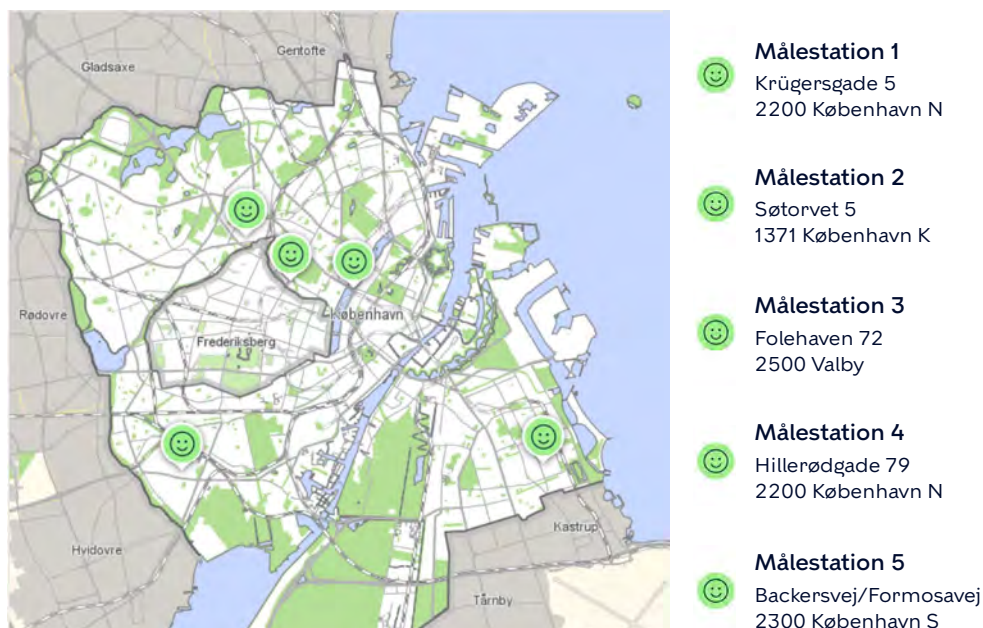 Gentofte
Gladsaxe
Rødovre
København
Frederiksberg
Hvidovre
Kastrup
Tårnby
Målestation 1
Krügersgade 5
2200 København N
Målestation 2
Søtorvet 5
1371 København K
Målestation 3
Folehaven 72
2500 Valby
Målestation 4
Hillerødgade 79
2200 København N
Målestation 5
Backersvej/Formosavej
2300 København S